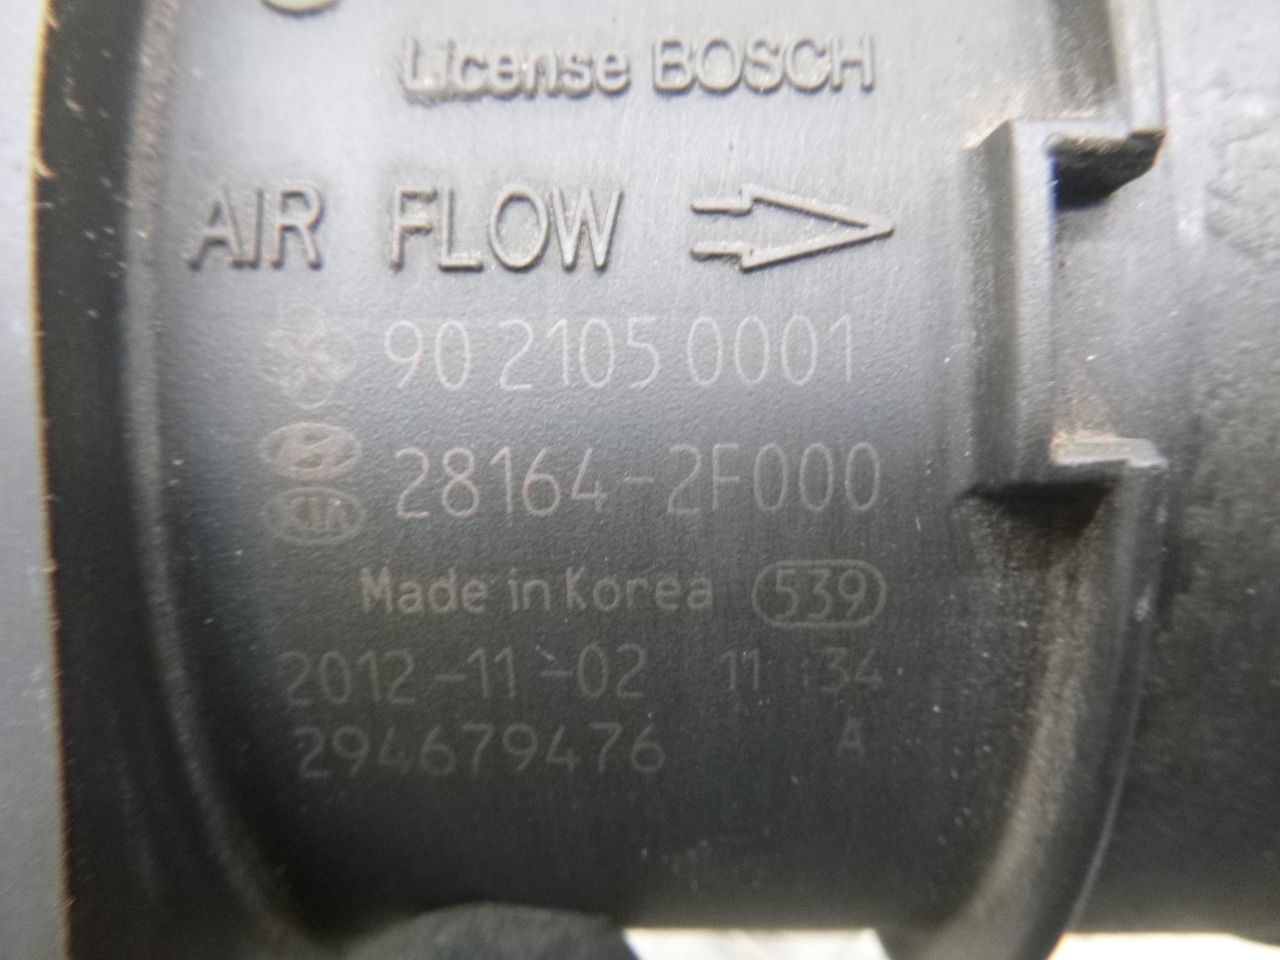 License BOSCH
AIR FLOW
90 2105 0001
28164-2F000
KIA
Made in Korea 539
2012-11-02 11:34
294679476 A